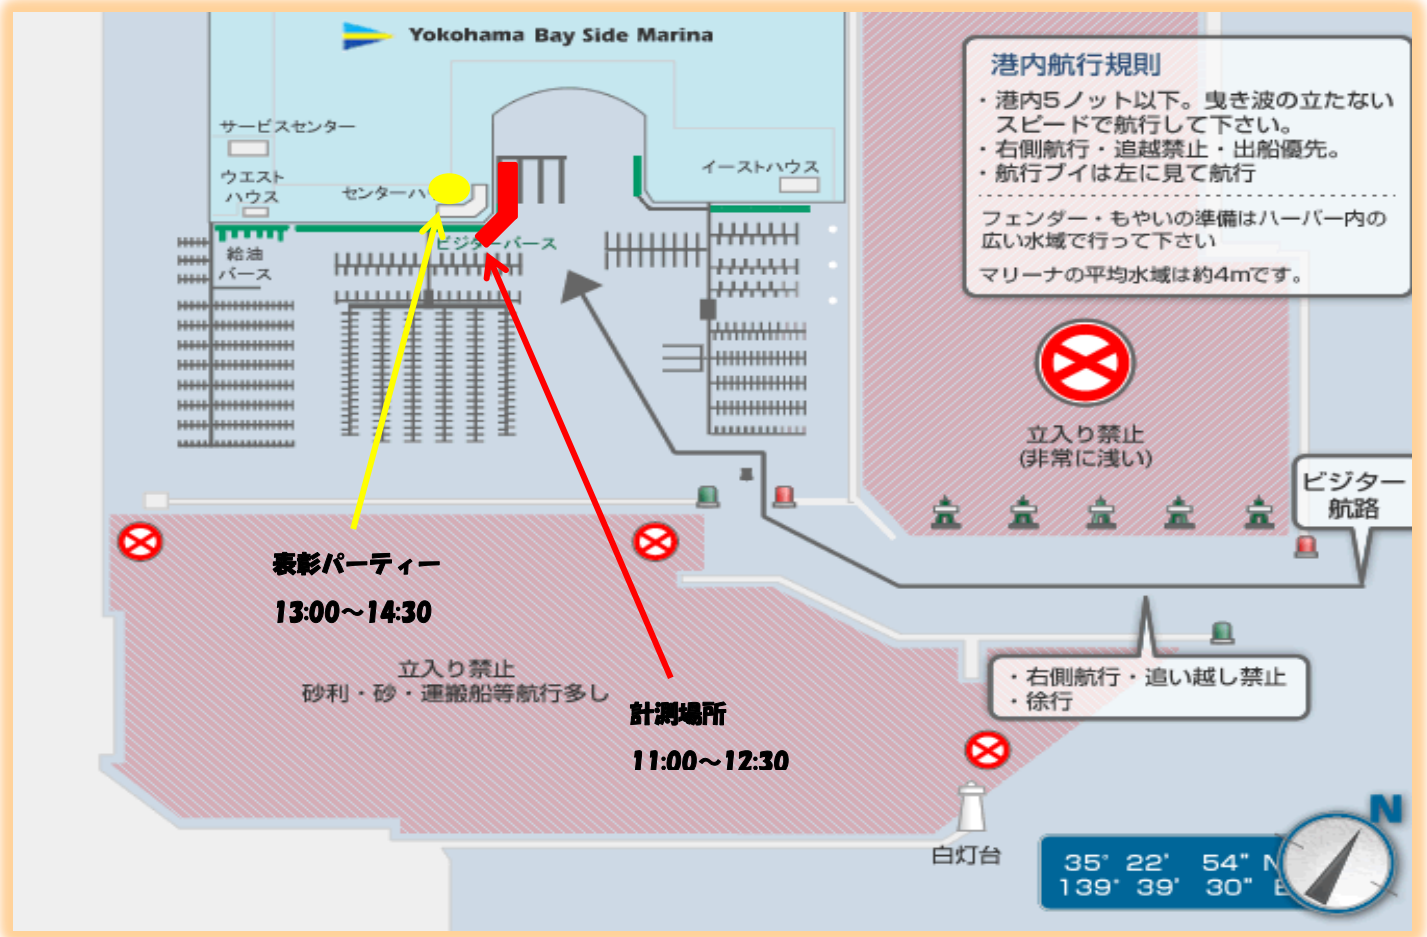 Yokohama Bay Side Marina
港内航行規則
・港内5ノット以下。曳き波の立たない
スピードで航行して下さい。
・右側航行・追越禁止・出船優先。
・航行ブイは左に見て航行
フェンダー・もやいの準備はハーバー内の
広い水域で行って下さい
マリーナの平均水域は約4mです。
サービスセンター
ウエスト
ハウス
センターハ
イーストハウス
ビジターバース
給油
バース
立入り禁止
(非常に浅い)
ビジター
航路
表彰パーティー
13:00～14:30
立入り禁止
砂利・砂・運搬船等航行多し
計測場所
11:00～12:30
・右側航行・追い越し禁止
・徐行
白灯台
N
35° 22' 54" N
139° 39' 30" E